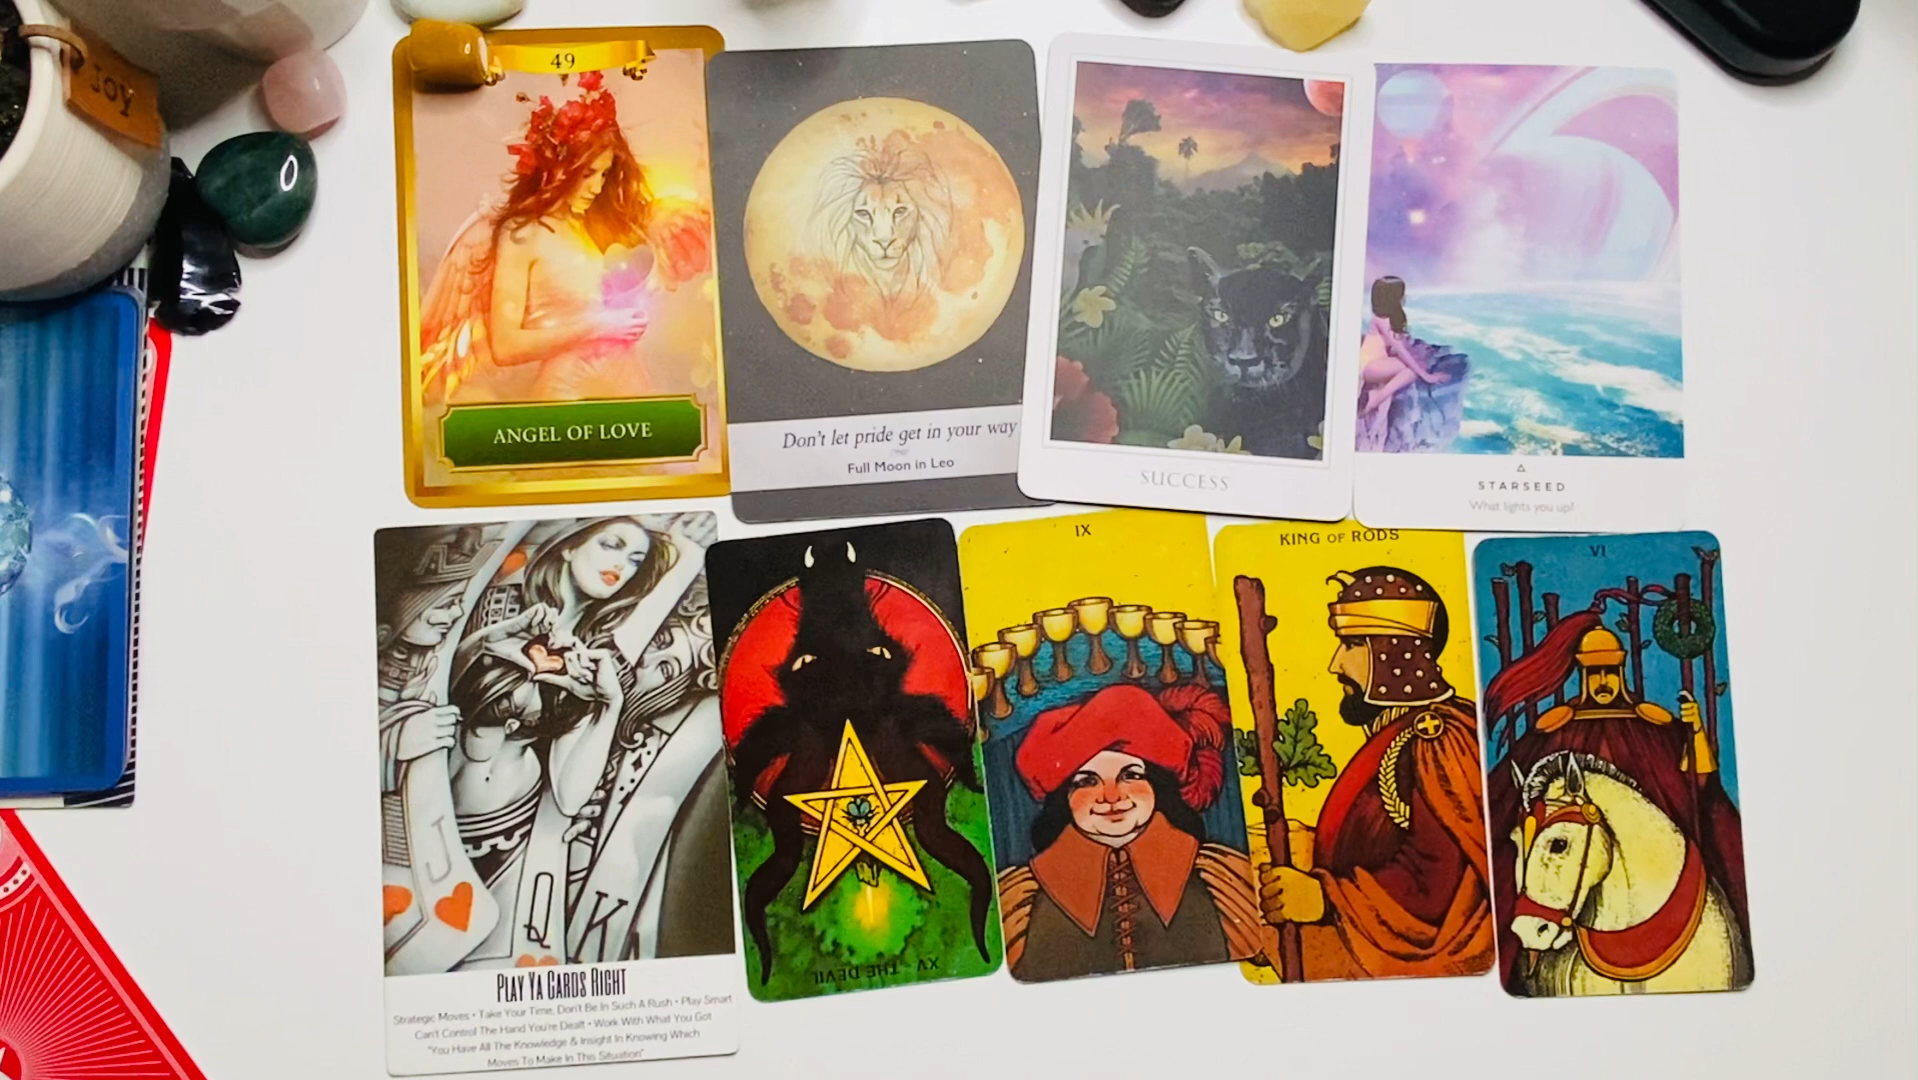 JOY
49
ANGEL OF LOVE
Don't let pride get in your way
Full Moon in Leo
SUCCESS
STARSEED
What lights you up?
J
Q
K
PLAY YA CARDS RIGHT
Strategic Moves • Take Your Time, Don't Be In Such A Rush • Play Smart
Can't Control The Hand You're Dealt • Work With What You Got
"You Have All The Knowledge & Insight In Knowing Which
Moves To Make In This Situation"
XV THE DEVIL
IX
KING OF RODS
VI